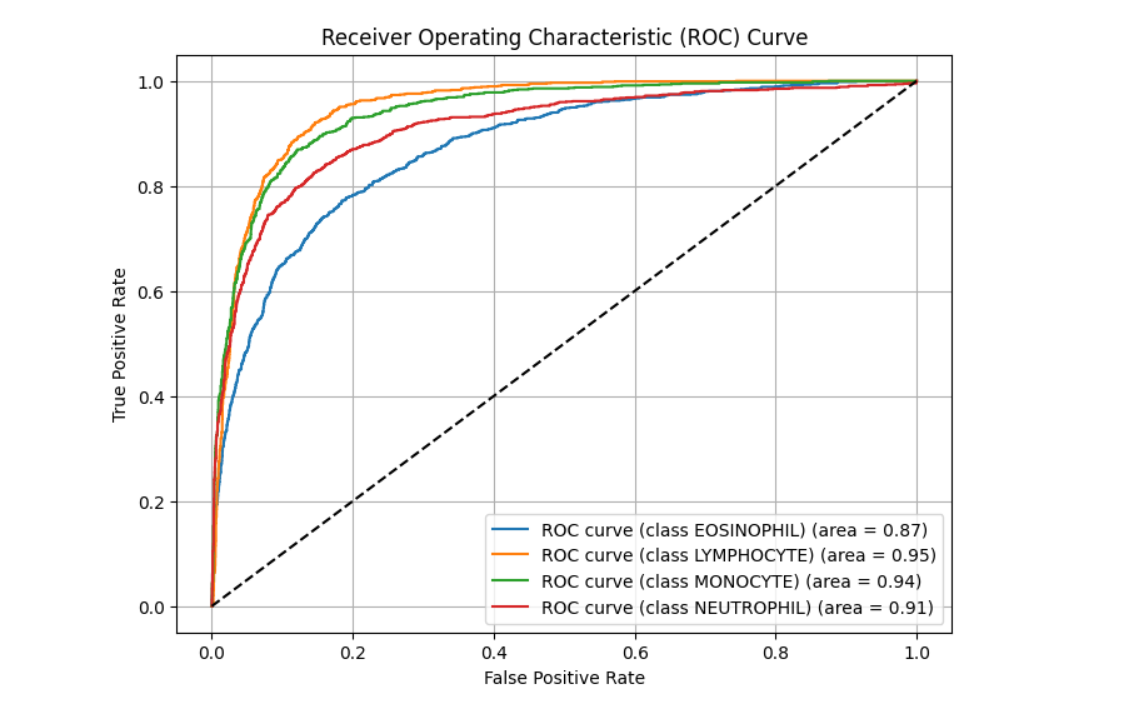 Receiver Operating Characteristic (ROC) Curve
1.0
0.8
0.6
0.4
0.2
0.0
True Positive Rate
ROC curve (class EOSINOPHIL) (area = 0.87)
ROC curve (class LYMPHOCYTE) (area = 0.95)
ROC curve (class MONOCYTE) (area = 0.94)
ROC curve (class NEUTROPHIL) (area = 0.91)
0.0 0.2 0.4 0.6 0.8 1.0
False Positive Rate